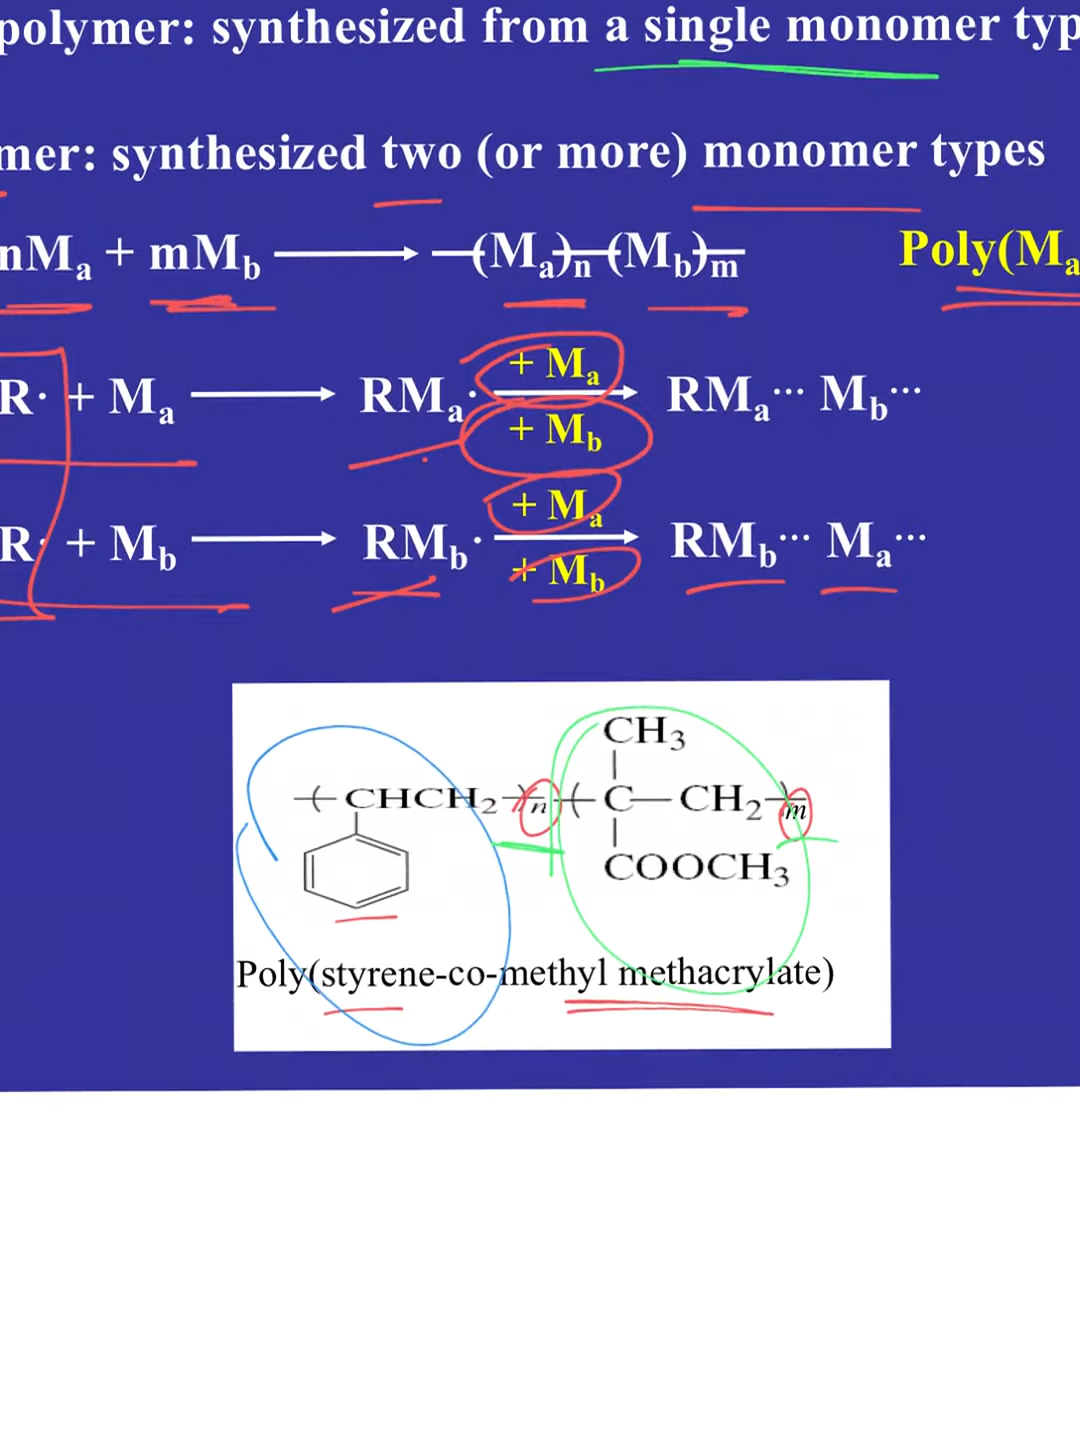 polymer: synthesized from a single monomer typ
mer: synthesized two (or more) monomer types
nMa + mMb → (Ma)n (Mb)m Poly(Ma
R· + Ma → RMa· + Ma + Mb RMa··· Mb···
R· + Mb → RMb· + Ma + Mb RMb··· Ma···
CH3
CHCH2 n C—CH2 m
COOCH3
Poly(styrene-co-methyl methacrylate)